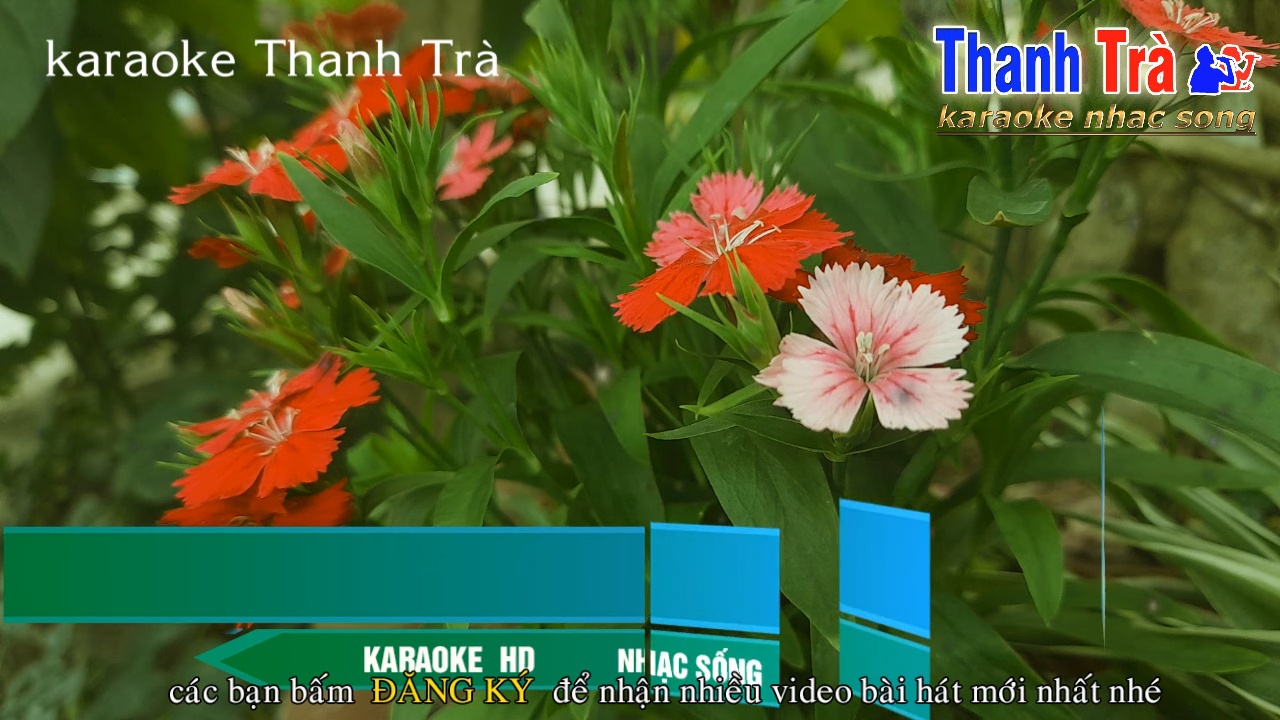 karaoke Thanh Trà
Thanh Trà
karaoke nhac song
KARAOKE HD NHẠC SỐNG
các bạn bấm ĐĂNG KÝ để nhận nhiều video bài hát mới nhất nhé